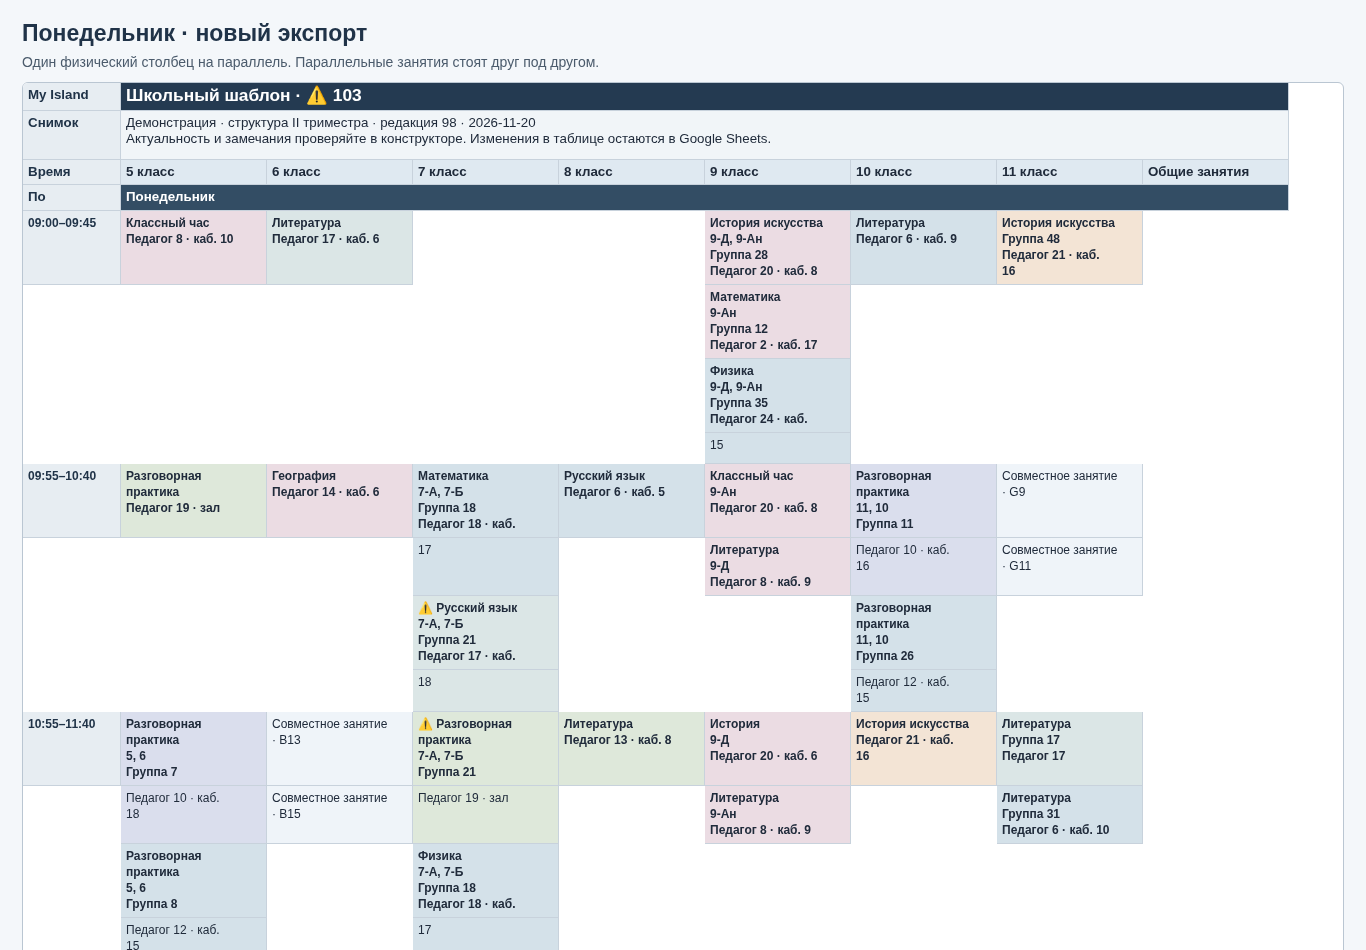 Понедельник · новый экспорт
Один физический столбец на параллель. Параллельные занятия стоят друг под другом.
My Island
Школьный шаблон · ⚠️ 103
Снимок
Демонстрация · структура II триместра · редакция 98 · 2026-11-20
Актуальность и замечания проверяйте в конструкторе. Изменения в таблице остаются в Google Sheets.
Время
5 класс
6 класс
7 класс
8 класс
9 класс
10 класс
11 класс
Общие занятия
По
Понедельник
09:00–09:45
Классный час
Педагог 8 · каб. 10
Литература
Педагог 17 · каб. 6
История искусства
9-Д, 9-Ан
Группа 28
Педагог 20 · каб. 8
Литература
Педагог 6 · каб. 9
История искусства
Группа 48
Педагог 21 · каб.
16
Математика
9-Ан
Группа 12
Педагог 2 · каб. 17
Физика
9-Д, 9-Ан
Группа 35
Педагог 24 · каб.
15
09:55–10:40
Разговорная
практика
Педагог 19 · зал
География
Педагог 14 · каб. 6
Математика
7-А, 7-Б
Группа 18
Педагог 18 · каб.
Русский язык
Педагог 6 · каб. 5
Классный час
9-Ан
Педагог 20 · каб. 8
Разговорная
практика
11, 10
Группа 11
Совместное занятие
· G9
17
Литература
9-Д
Педагог 8 · каб. 9
Педагог 10 · каб.
16
Совместное занятие
· G11
⚠️ Русский язык
7-А, 7-Б
Группа 21
Педагог 17 · каб.
Разговорная
практика
11, 10
Группа 26
18
Педагог 12 · каб.
15
10:55–11:40
Разговорная
практика
5, 6
Группа 7
Совместное занятие
· B13
⚠️ Разговорная
практика
7-А, 7-Б
Группа 21
Литература
Педагог 13 · каб. 8
История
9-Д
Педагог 20 · каб. 6
История искусства
Педагог 21 · каб.
16
Литература
Группа 17
Педагог 17
Педагог 10 · каб.
18
Совместное занятие
· B15
Педагог 19 · зал
Литература
9-Ан
Педагог 8 · каб. 9
Литература
Группа 31
Педагог 6 · каб. 10
Разговорная
практика
5, 6
Группа 8
Физика
7-А, 7-Б
Группа 18
Педагог 18 · каб.
Педагог 12 · каб.
15
17